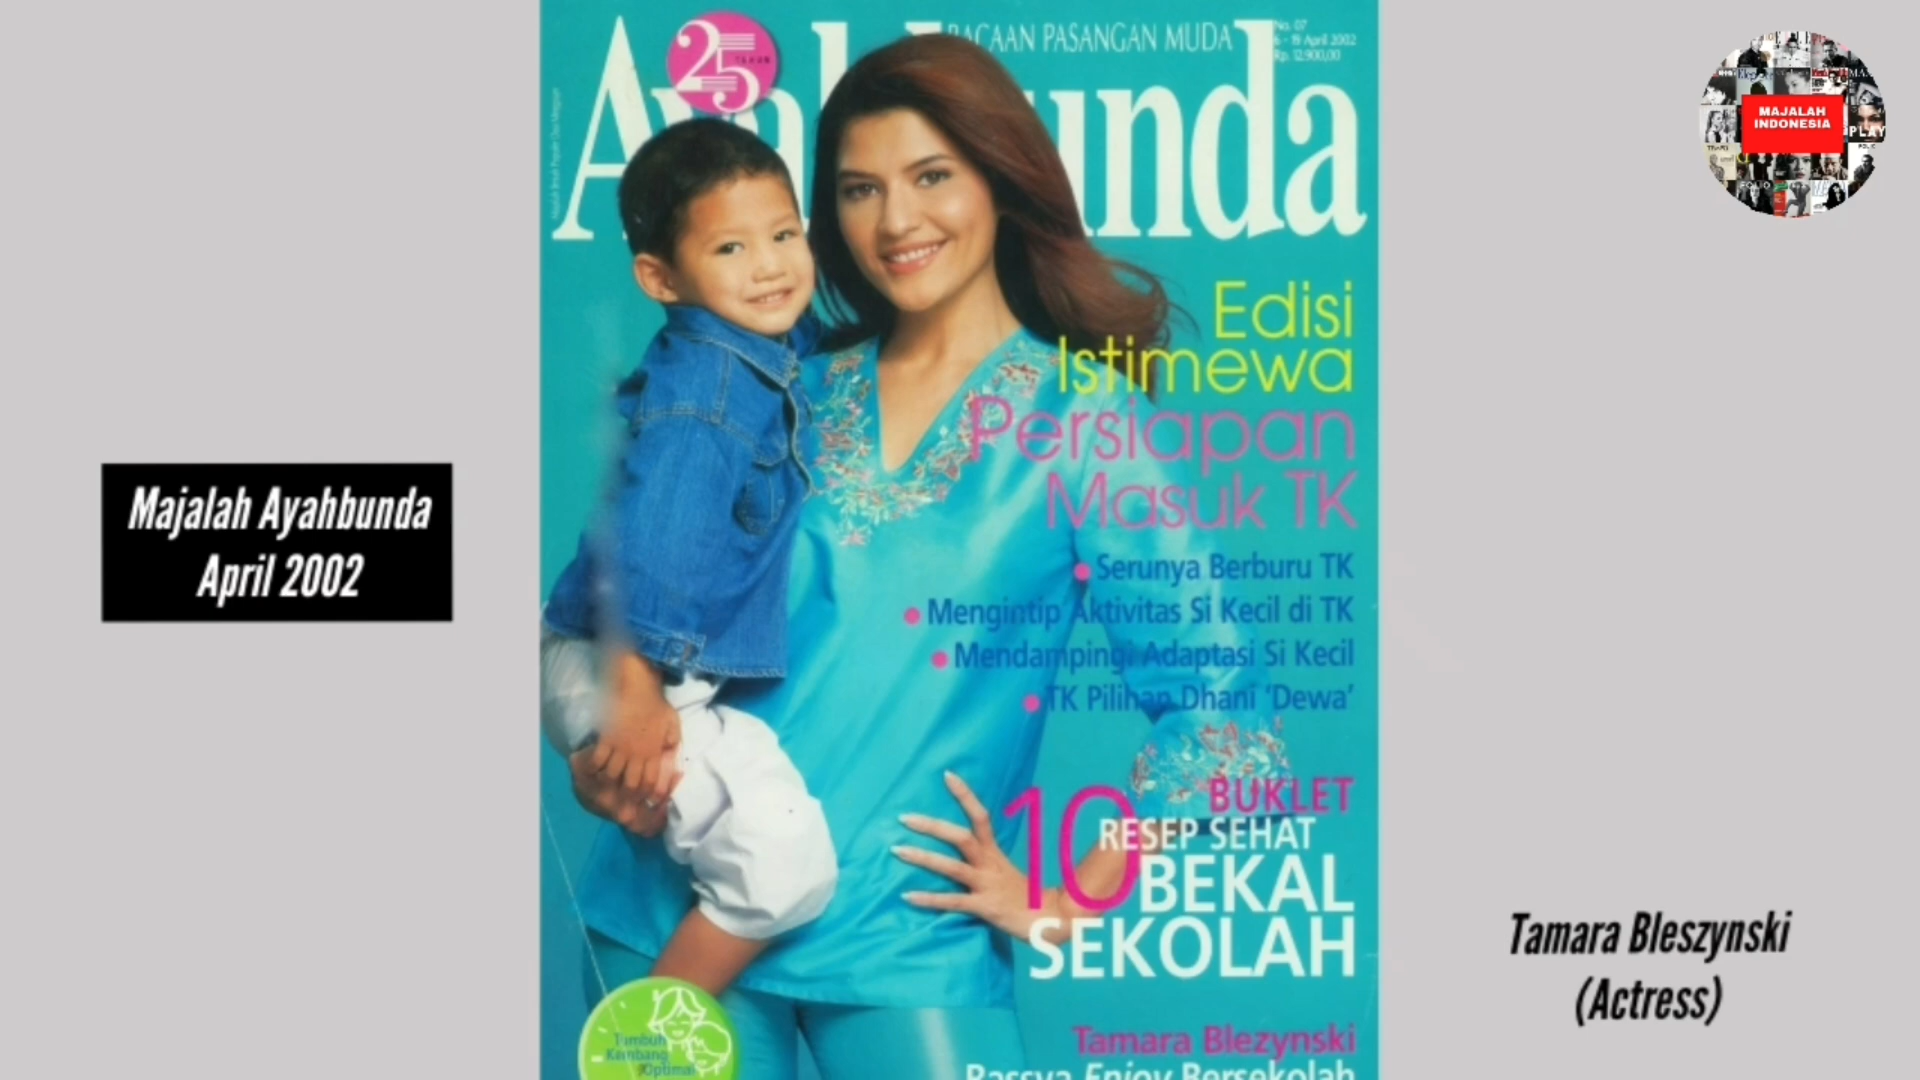 25
TAHUN
BACAAN PASANGAN MUDA
No. 07
6 - 19 April 2002
Rp. 12.900,00
Ayahbunda
MAJALAH
INDONESIA
PLAY
Edisi
Istimewa
Persiapan
Masuk TK
Serunya Berburu TK
Mengintip Aktivitas Si Kecil di TK
Mendampingi Adaptasi Si Kecil
TK Pilihan Dhani ‘Dewa’
Majalah Ayahbunda
April 2002
BUKLET
10 RESEP SEHAT
BEKAL
SEKOLAH
Tamara Bleszynski
(Actress)
Tumbuh
Kembang
Optimal
Tamara Blezynski
Rassya Enjoy Bersekolah